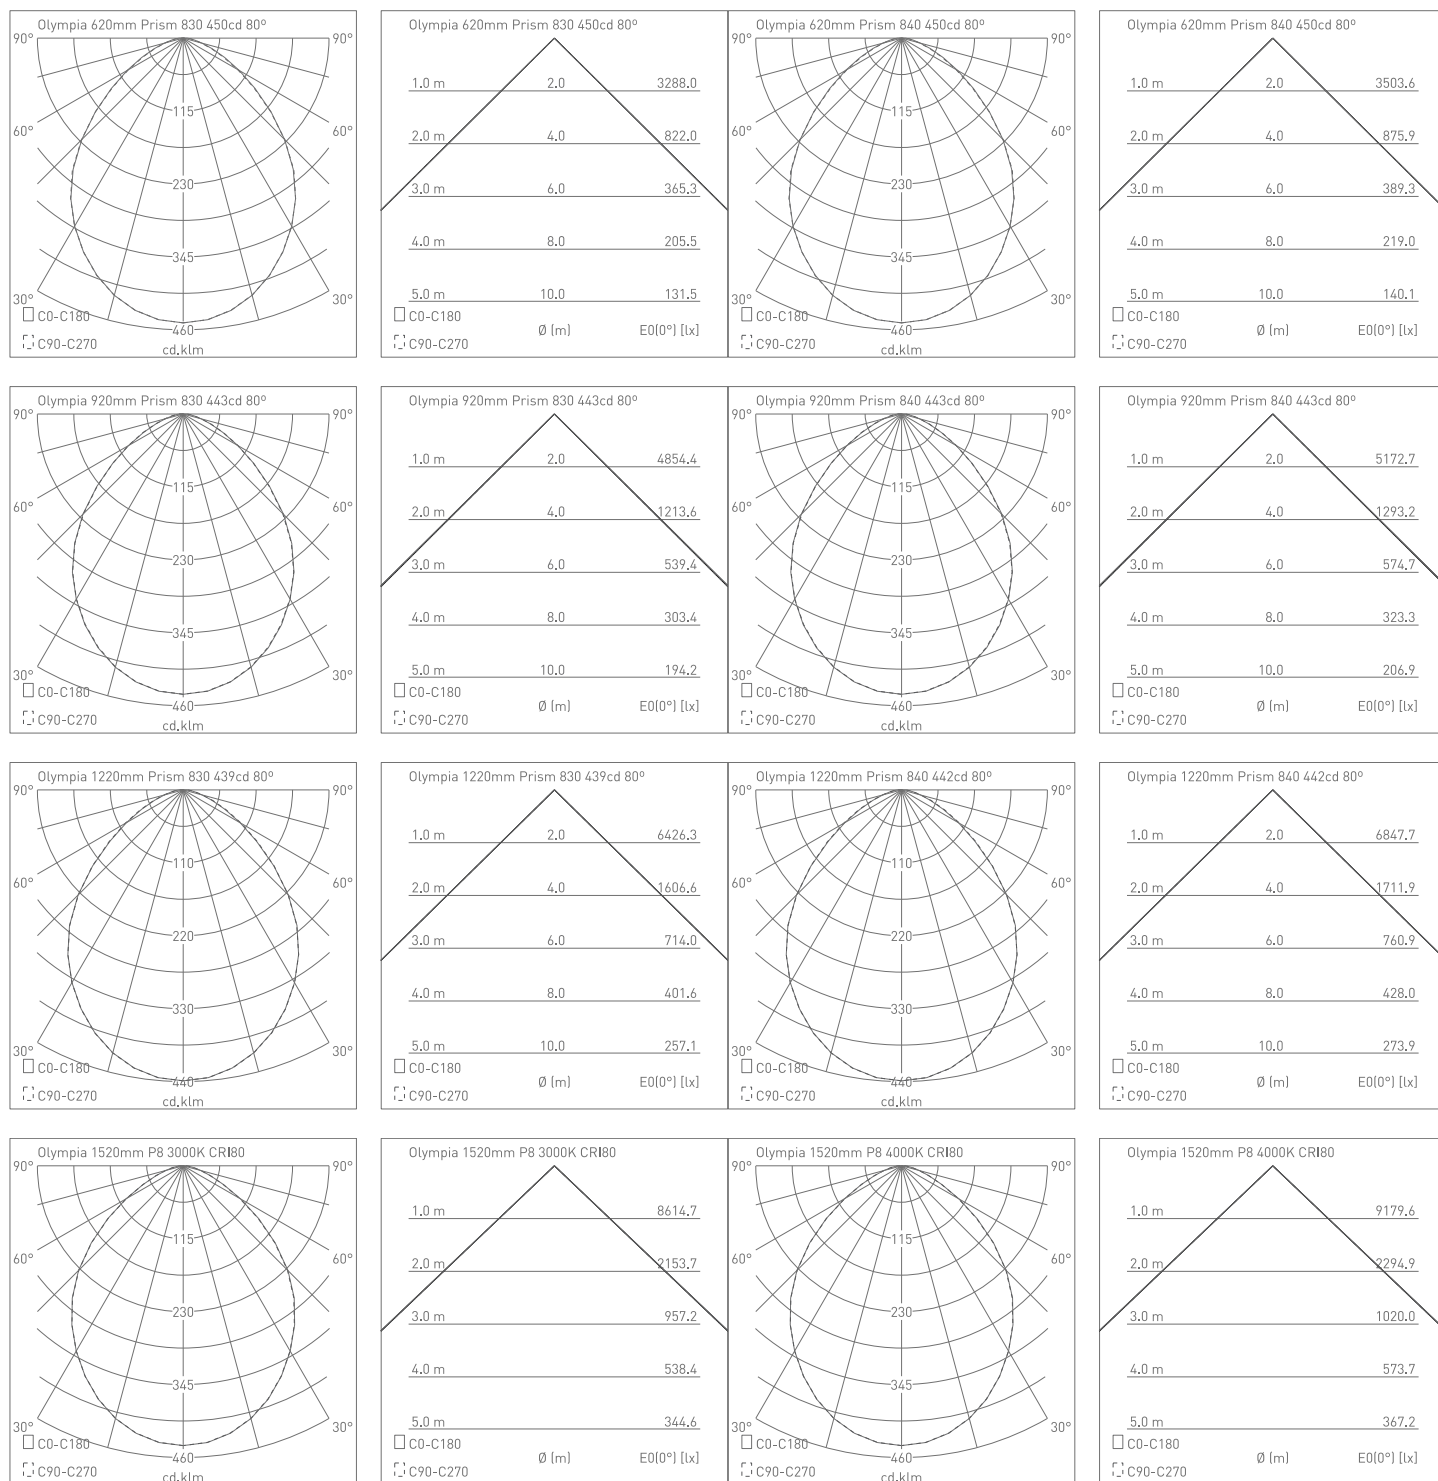 Olympia 620mm Prism 830 450cd 80º
90° 90°
115
60° 60°
230
345
30° 30°
C0-C180
460
C90-C270
cd.klm
Olympia 620mm Prism 830 450cd 80º
1.0 m 2.0 3288.0
2.0 m 4.0 822.0
3.0 m 6.0 365.3
4.0 m 8.0 205.5
5.0 m 10.0 131.5
C0-C180
Ø (m) E0(0°) [lx]
C90-C270
Olympia 620mm Prism 840 450cd 80º
90° 90°
115
60° 60°
230
345
30° 30°
C0-C180
460
C90-C270
cd.klm
Olympia 620mm Prism 840 450cd 80º
1.0 m 2.0 3503.6
2.0 m 4.0 875.9
3.0 m 6.0 389.3
4.0 m 8.0 219.0
5.0 m 10.0 140.1
C0-C180
Ø (m) E0(0°) [lx]
C90-C270
Olympia 920mm Prism 830 443cd 80º
90° 90°
115
60° 60°
230
345
30° 30°
C0-C180
460
C90-C270
cd.klm
Olympia 920mm Prism 830 443cd 80º
1.0 m 2.0 4854.4
2.0 m 4.0 1213.6
3.0 m 6.0 539.4
4.0 m 8.0 303.4
5.0 m 10.0 194.2
C0-C180
Ø (m) E0(0°) [lx]
C90-C270
Olympia 920mm Prism 840 443cd 80º
90° 90°
115
60° 60°
230
345
30° 30°
C0-C180
460
C90-C270
cd.klm
Olympia 920mm Prism 840 443cd 80º
1.0 m 2.0 5172.7
2.0 m 4.0 1293.2
3.0 m 6.0 574.7
4.0 m 8.0 323.3
5.0 m 10.0 206.9
C0-C180
Ø (m) E0(0°) [lx]
C90-C270
Olympia 1220mm Prism 830 439cd 80º
90° 90°
110
60° 60°
220
330
30° 30°
C0-C180
440
C90-C270
cd.klm
Olympia 1220mm Prism 830 439cd 80º
1.0 m 2.0 6426.3
2.0 m 4.0 1606.6
3.0 m 6.0 714.0
4.0 m 8.0 401.6
5.0 m 10.0 257.1
C0-C180
Ø (m) E0(0°) [lx]
C90-C270
Olympia 1220mm Prism 840 442cd 80º
90° 90°
110
60° 60°
220
330
30° 30°
C0-C180
440
C90-C270
cd.klm
Olympia 1220mm Prism 840 442cd 80º
1.0 m 2.0 6847.7
2.0 m 4.0 1711.9
3.0 m 6.0 760.9
4.0 m 8.0 428.0
5.0 m 10.0 273.9
C0-C180
Ø (m) E0(0°) [lx]
C90-C270
Olympia 1520mm P8 3000K CRI80
90° 90°
115
60° 60°
230
345
30° 30°
C0-C180
460
C90-C270
cd.klm
Olympia 1520mm P8 3000K CRI80
1.0 m 8614.7
2.0 m 2153.7
3.0 m 957.2
4.0 m 538.4
5.0 m 344.6
C0-C180
Ø (m) E0(0°) [lx]
C90-C270
Olympia 1520mm P8 4000K CRI80
90° 90°
115
60° 60°
230
345
30° 30°
C0-C180
460
C90-C270
cd.klm
Olympia 1520mm P8 4000K CRI80
1.0 m 9179.6
2.0 m 2294.9
3.0 m 1020.0
4.0 m 573.7
5.0 m 367.2
C0-C180
Ø (m) E0(0°) [lx]
C90-C270